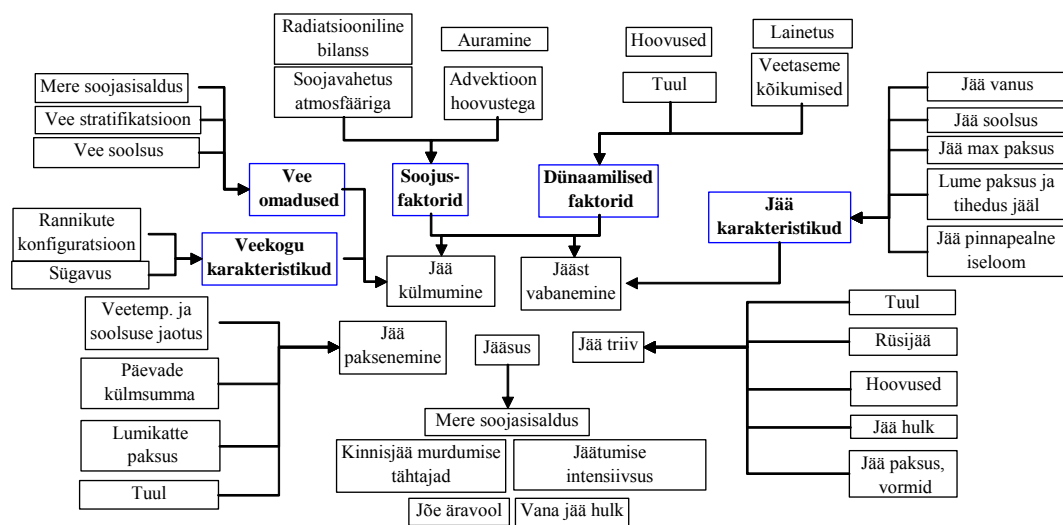 Radiatsiooniline
bilanss
Auramine
Hoovused
Lainetus
Mere soojasisaldus
Vee stratifikatsioon
Vee soolsus
Soojavahetus
atmosfääriga
Advektioon
hoovustega
Tuul
Veetaseme
kõikumised
Jää vanus
Jää soolsus
Jää max paksus
Lume paksus ja
tihedus jääl
Jää pinnapealne
iseloom
Vee
omadused
Soojus-
faktorid
Dünaamilised
faktorid
Jää
karakteristikud
Rannikute
konfiguratsioon
Sügavus
Veekogu
karakteristikud
Jää
külmumine
Jääst
vabanemine
Veetemp. ja
soolsuse jaotus
Päevade
külmsumma
Lumikatte
paksus
Tuul
Jää
paksenemine
Jääsus
Jää triiv
Tuul
Rüsijää
Hoovused
Jää hulk
Jää paksus,
vormid
Mere soojasisaldus
Kinnisjää murdumise
tähtajad
Jäätumise
intensiivsus
Jõe äravool
Vana jää hulk